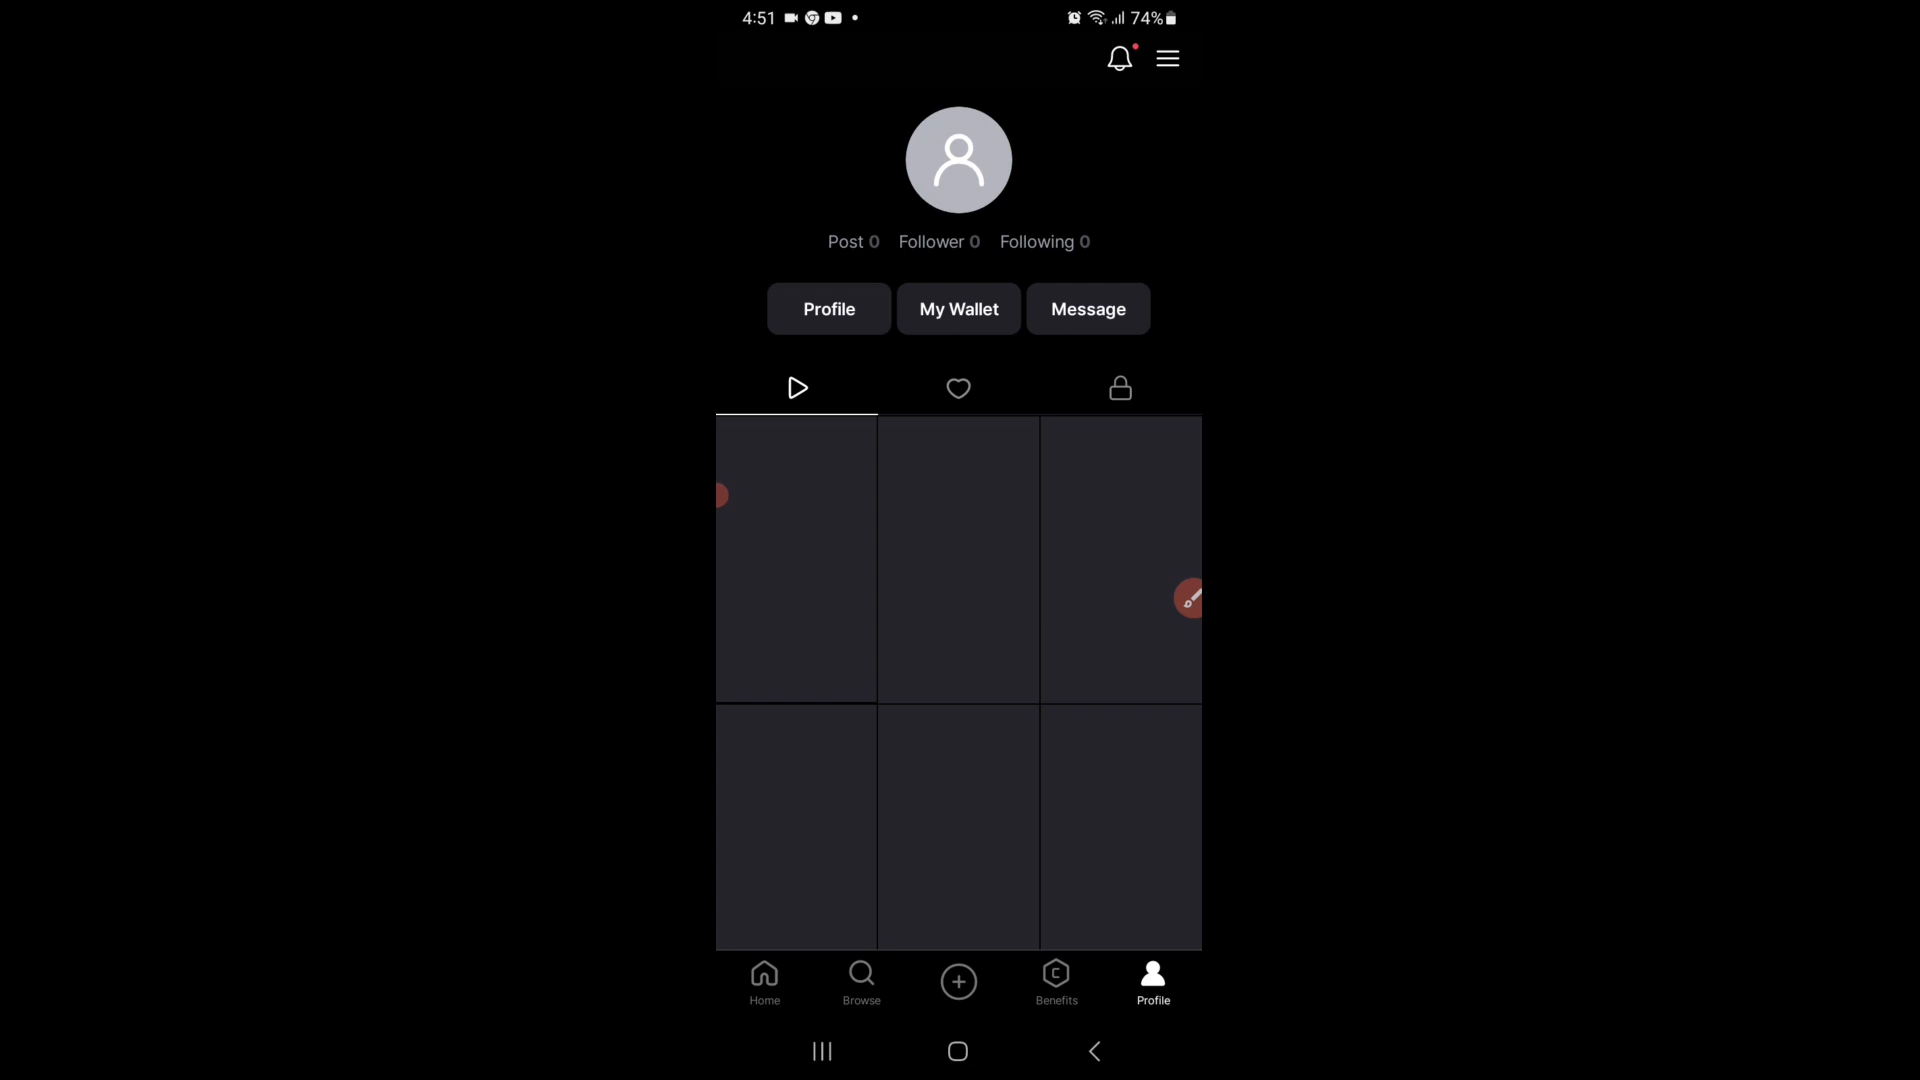 4:51 74%
Post 0 Follower 0 Following 0
Profile My Wallet Message
Home Browse Benefits Profile